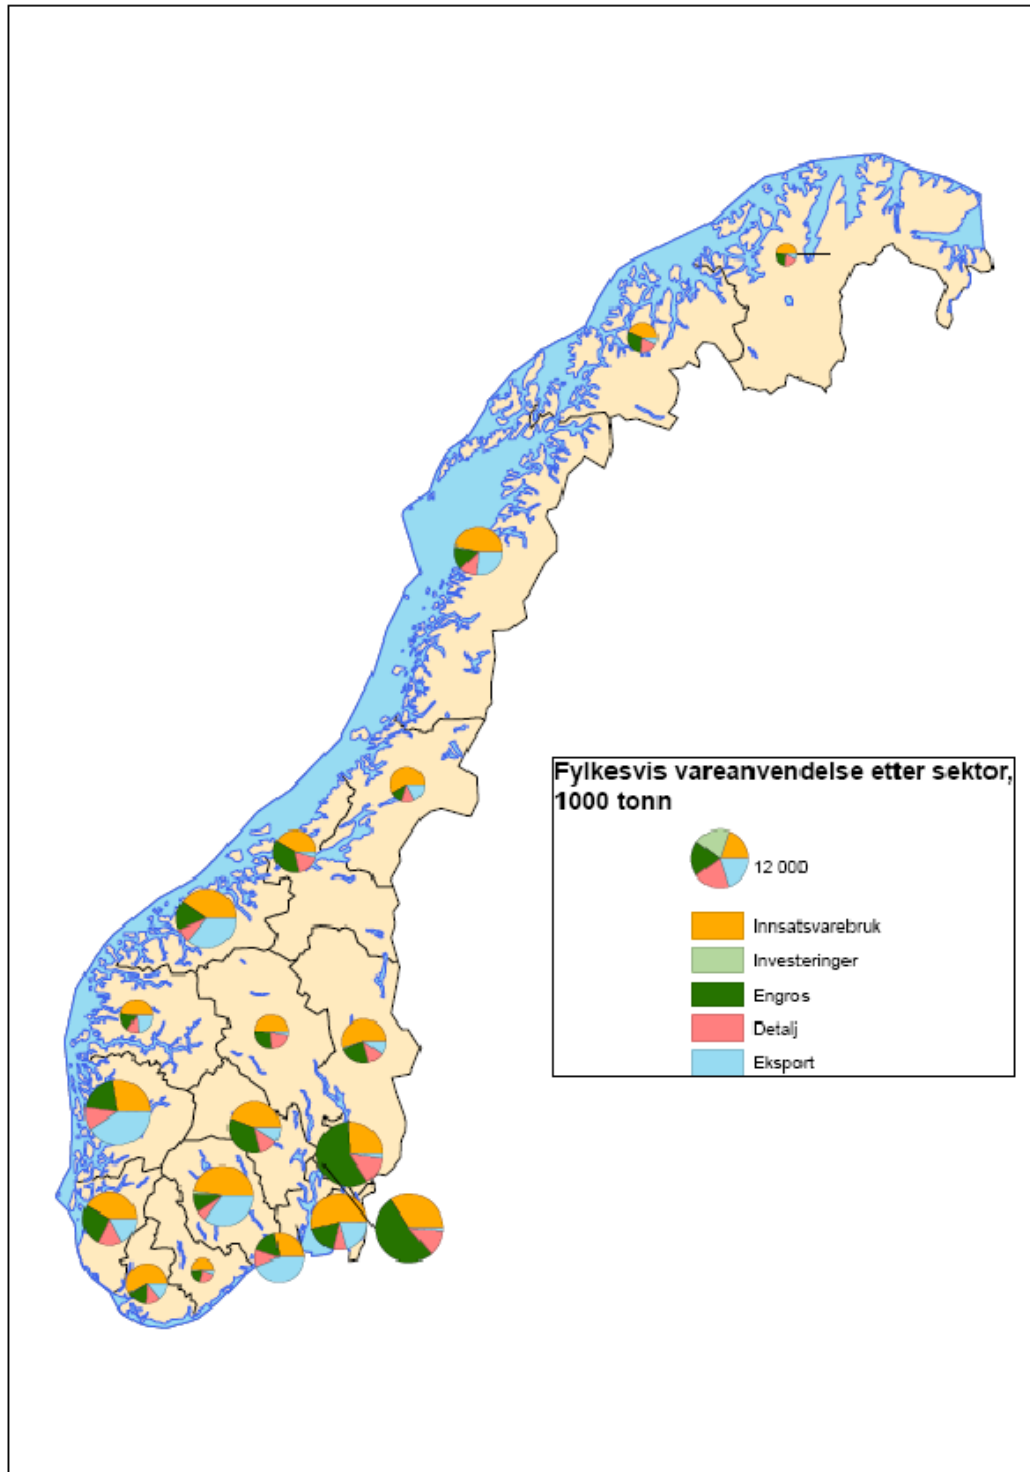 Fylkesvis vareanvendelse etter sektor,
1000 tonn
12 000
Innsatsvarebruk
Investeringer
Engros
Detalj
Eksport